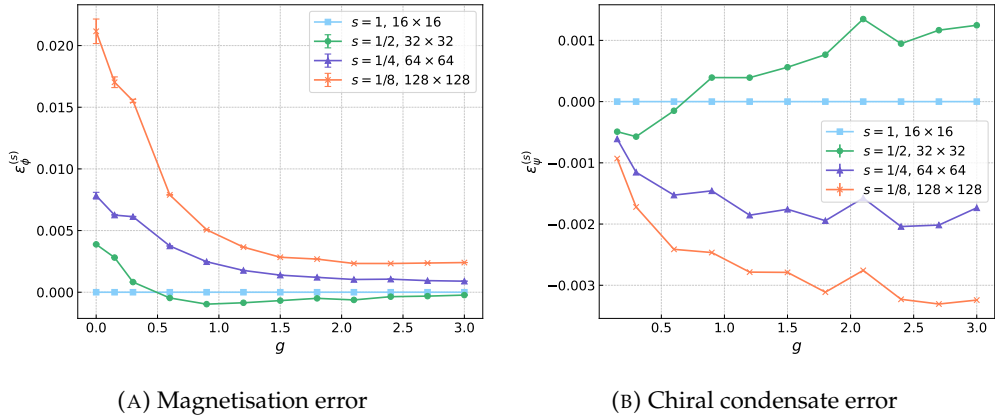 0.020
0.015
0.010
0.005
0.000
ε_ϕ^(s)
s = 1, 16 × 16
s = 1/2, 32 × 32
s = 1/4, 64 × 64
s = 1/8, 128 × 128
0.0 0.5 1.0 1.5 2.0 2.5 3.0
g
(A) Magnetisation error
0.001
0.000
−0.001
−0.002
−0.003
ε_ψ^(s)
s = 1, 16 × 16
s = 1/2, 32 × 32
s = 1/4, 64 × 64
s = 1/8, 128 × 128
0.5 1.0 1.5 2.0 2.5 3.0
g
(B) Chiral condensate error